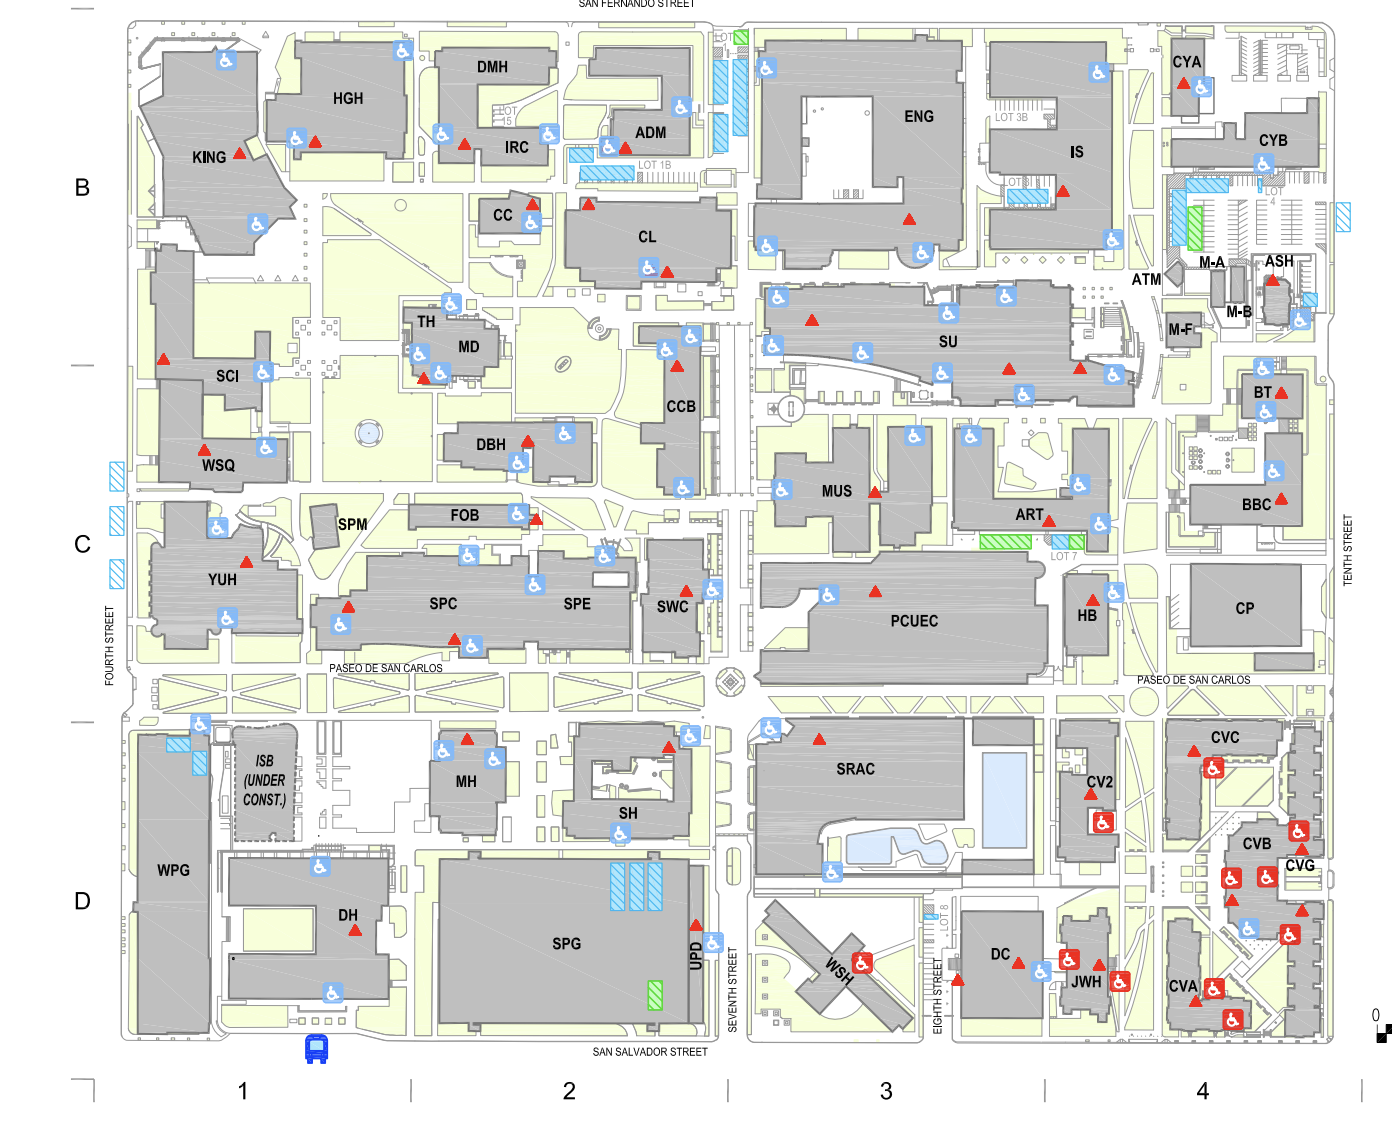 SAN FERNANDO STREET
LOT
1
DMH
HGH
LOT
15
IRC
ADM
KING
LOT 1B
ENG
LOT 3B
IS
CYA
CYB
LOT
4
B
CC
CL
ATM
M-A
ASH
M-B
M-F
TH
MD
SU
SCI
BT
CCB
DBH
WSQ
MUS
ART
BBC
FOB
SPM
C
LOT 7
TENTH STREET
YUH
SPC
SPE
SWC
PCUEC
HB
CP
FOURTH STREET
PASEO DE SAN CARLOS
PASEO DE SAN CARLOS
ISB
(UNDER
CONST.)
MH
SH
SRAC
CV2
CVC
CVB
CVG
WPG
D
DH
SPG
UPD
SEVENTH STREET
WSH
EIGHTH STREET
LOT 8
DC
JWH
CVA
SAN SALVADOR STREET
0
1
2
3
4